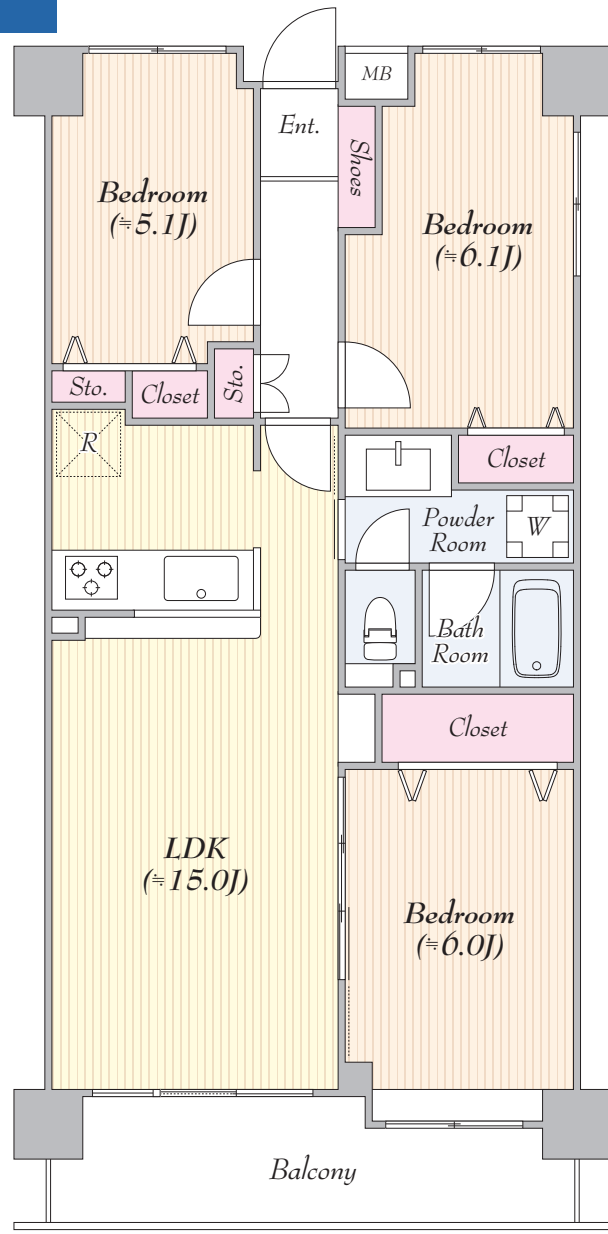 MB
Ent.
Shoes
Bedroom
(≒5.1J)
Bedroom
(≒6.1J)
Sto.
Closet
Sto.
R
Closet
Powder
Room
W
Bath
Room
Closet
LDK
(≒15.0J)
Bedroom
(≒6.0J)
Balcony